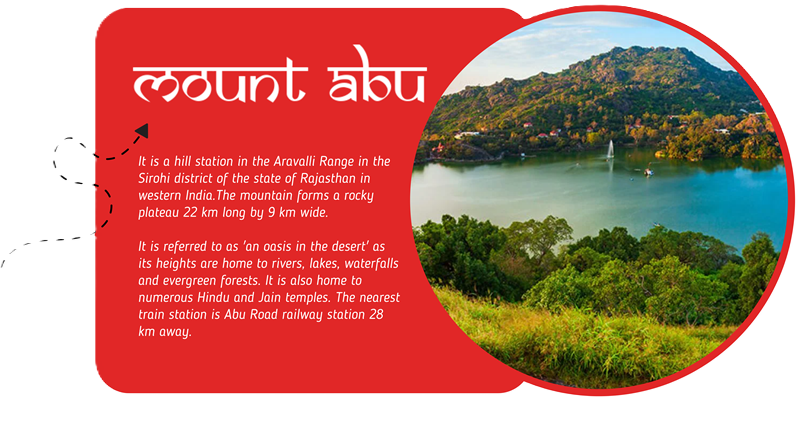 mount abu
It is a hill station in the Aravalli Range in the
Sirohi district of the state of Rajasthan in
western India.The mountain forms a rocky
plateau 22 km long by 9 km wide.
It is referred to as 'an oasis in the desert' as
its heights are home to rivers, lakes, waterfalls
and evergreen forests. It is also home to
numerous Hindu and Jain temples. The nearest
train station is Abu Road railway station 28
km away.